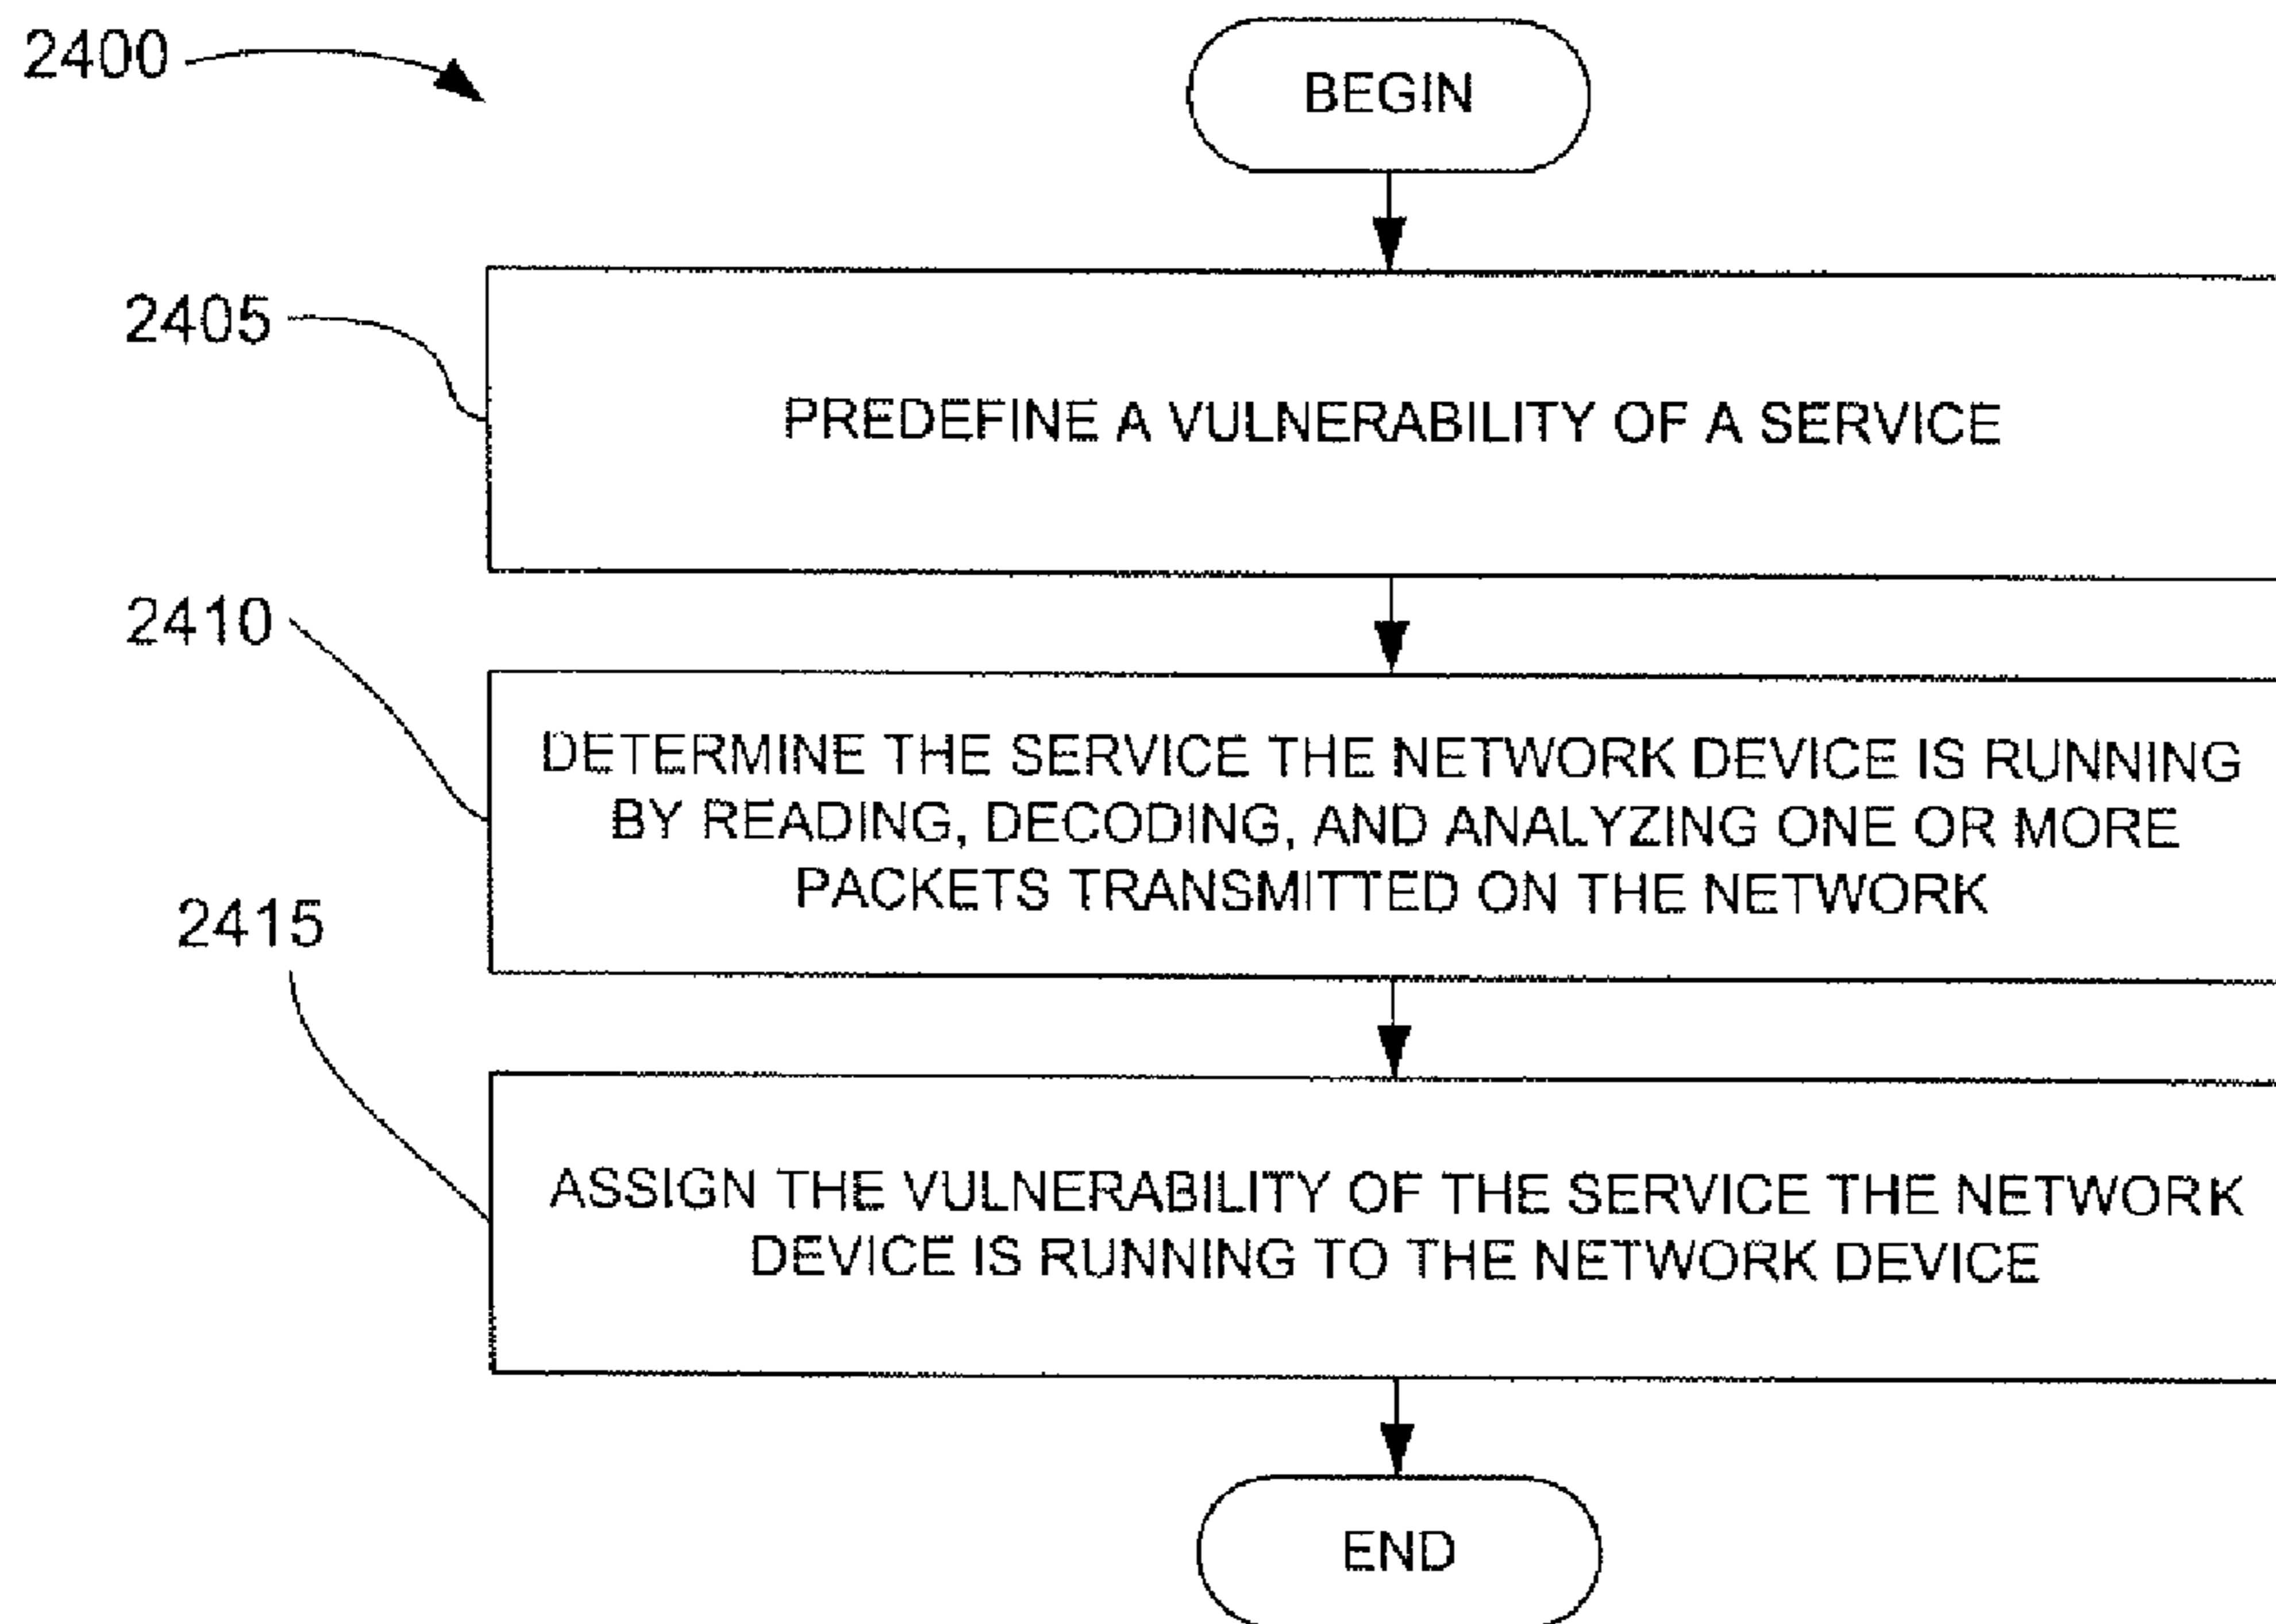 2400
BEGIN
2405
PREDEFINE A VULNERABILITY OF A SERVICE
2410
DETERMINE THE SERVICE THE NETWORK DEVICE IS RUNNING
BY READING, DECODING, AND ANALYZING ONE OR MORE
PACKETS TRANSMITTED ON THE NETWORK
2415
ASSIGN THE VULNERABILITY OF THE SERVICE THE NETWORK
DEVICE IS RUNNING TO THE NETWORK DEVICE
END